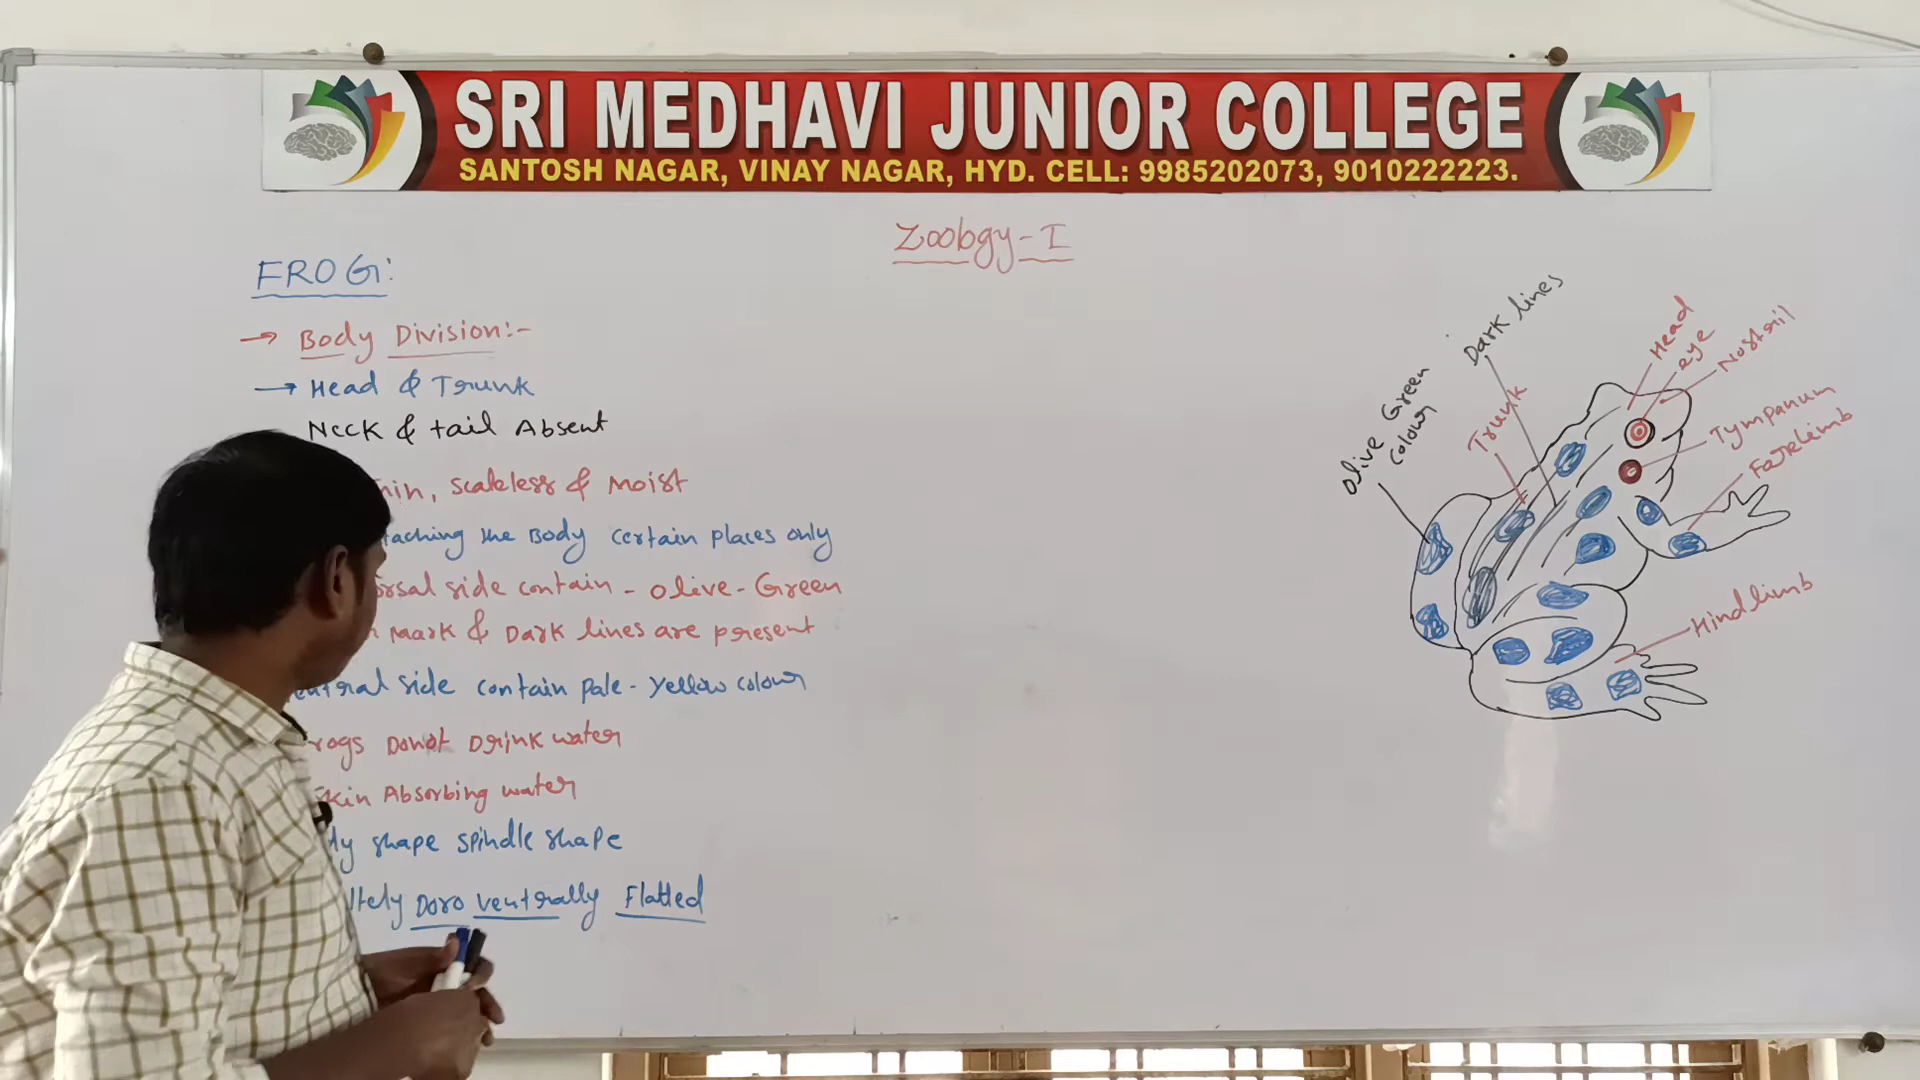 SRI MEDHAVI JUNIOR COLLEGE
SANTOSH NAGAR, VINAY NAGAR, HYD. CELL: 9985202073, 9010222223.
Zoology-I
FROG:
→ Body Division:-
→ Head & Trunk
Neck & tail Absent
Scaleless & Moist
the Body certain places only
side contain - olive - Green
Mark & Dark lines are present
side contain pale - yellow colour
Donot Drink water
Absorbing water
shape spindle shape
Doro ventrally Flatted
Dark lines
Olive Green
colour
Trunk
Head
eye
Nostril
Tympanum
Forelimb
Hind limb